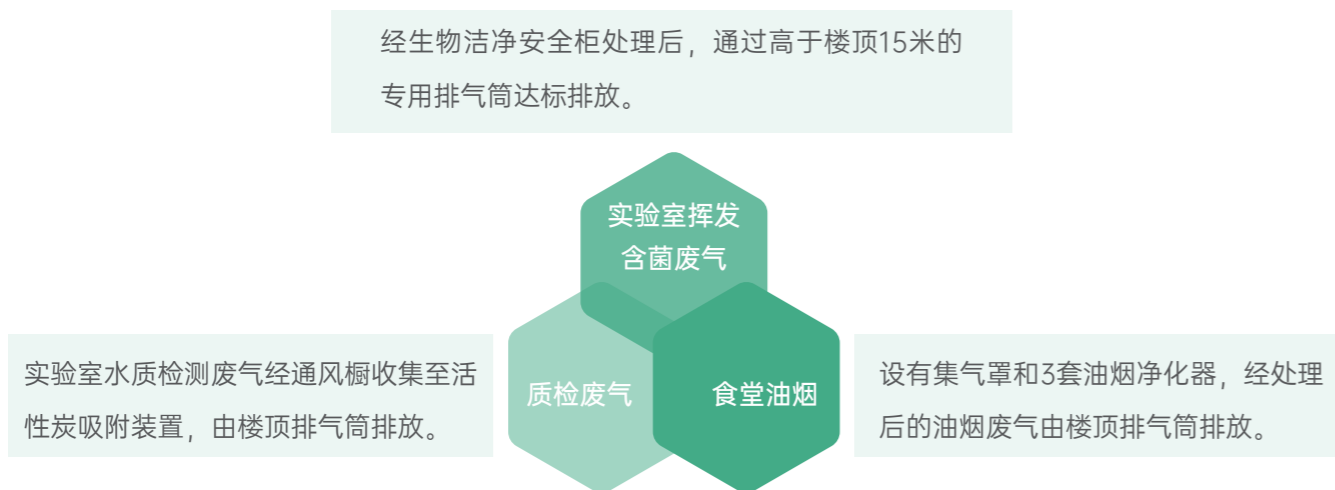 经生物洁净安全柜处理后，通过高于楼顶15米的
专用排气筒达标排放。
实验室挥发
含菌废气
实验室水质检测废气经通风橱收集至活
性炭吸附装置，由楼顶排气筒排放。
质检废气
食堂油烟
设有集气罩和3套油烟净化器，经处理
后的油烟废气由楼顶排气筒排放。